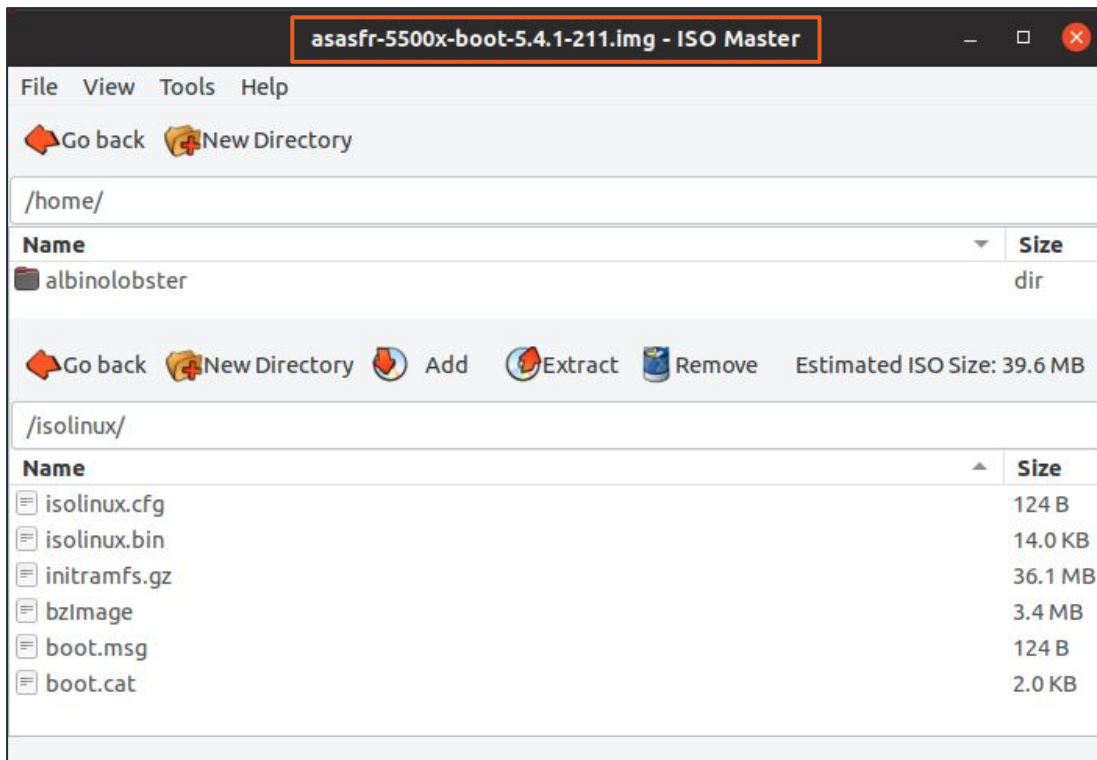 asasfr-5500x-boot-5.4.1-211.img - ISO Master
File View Tools Help
Go back New Directory
/home/
Name Size
albinolobster dir
Go back New Directory Add Extract Remove Estimated ISO Size: 39.6 MB
/isolinux/
Name Size
isolinux.cfg 124 B
isolinux.bin 14.0 KB
initramfs.gz 36.1 MB
bzImage 3.4 MB
boot.msg 124 B
boot.cat 2.0 KB